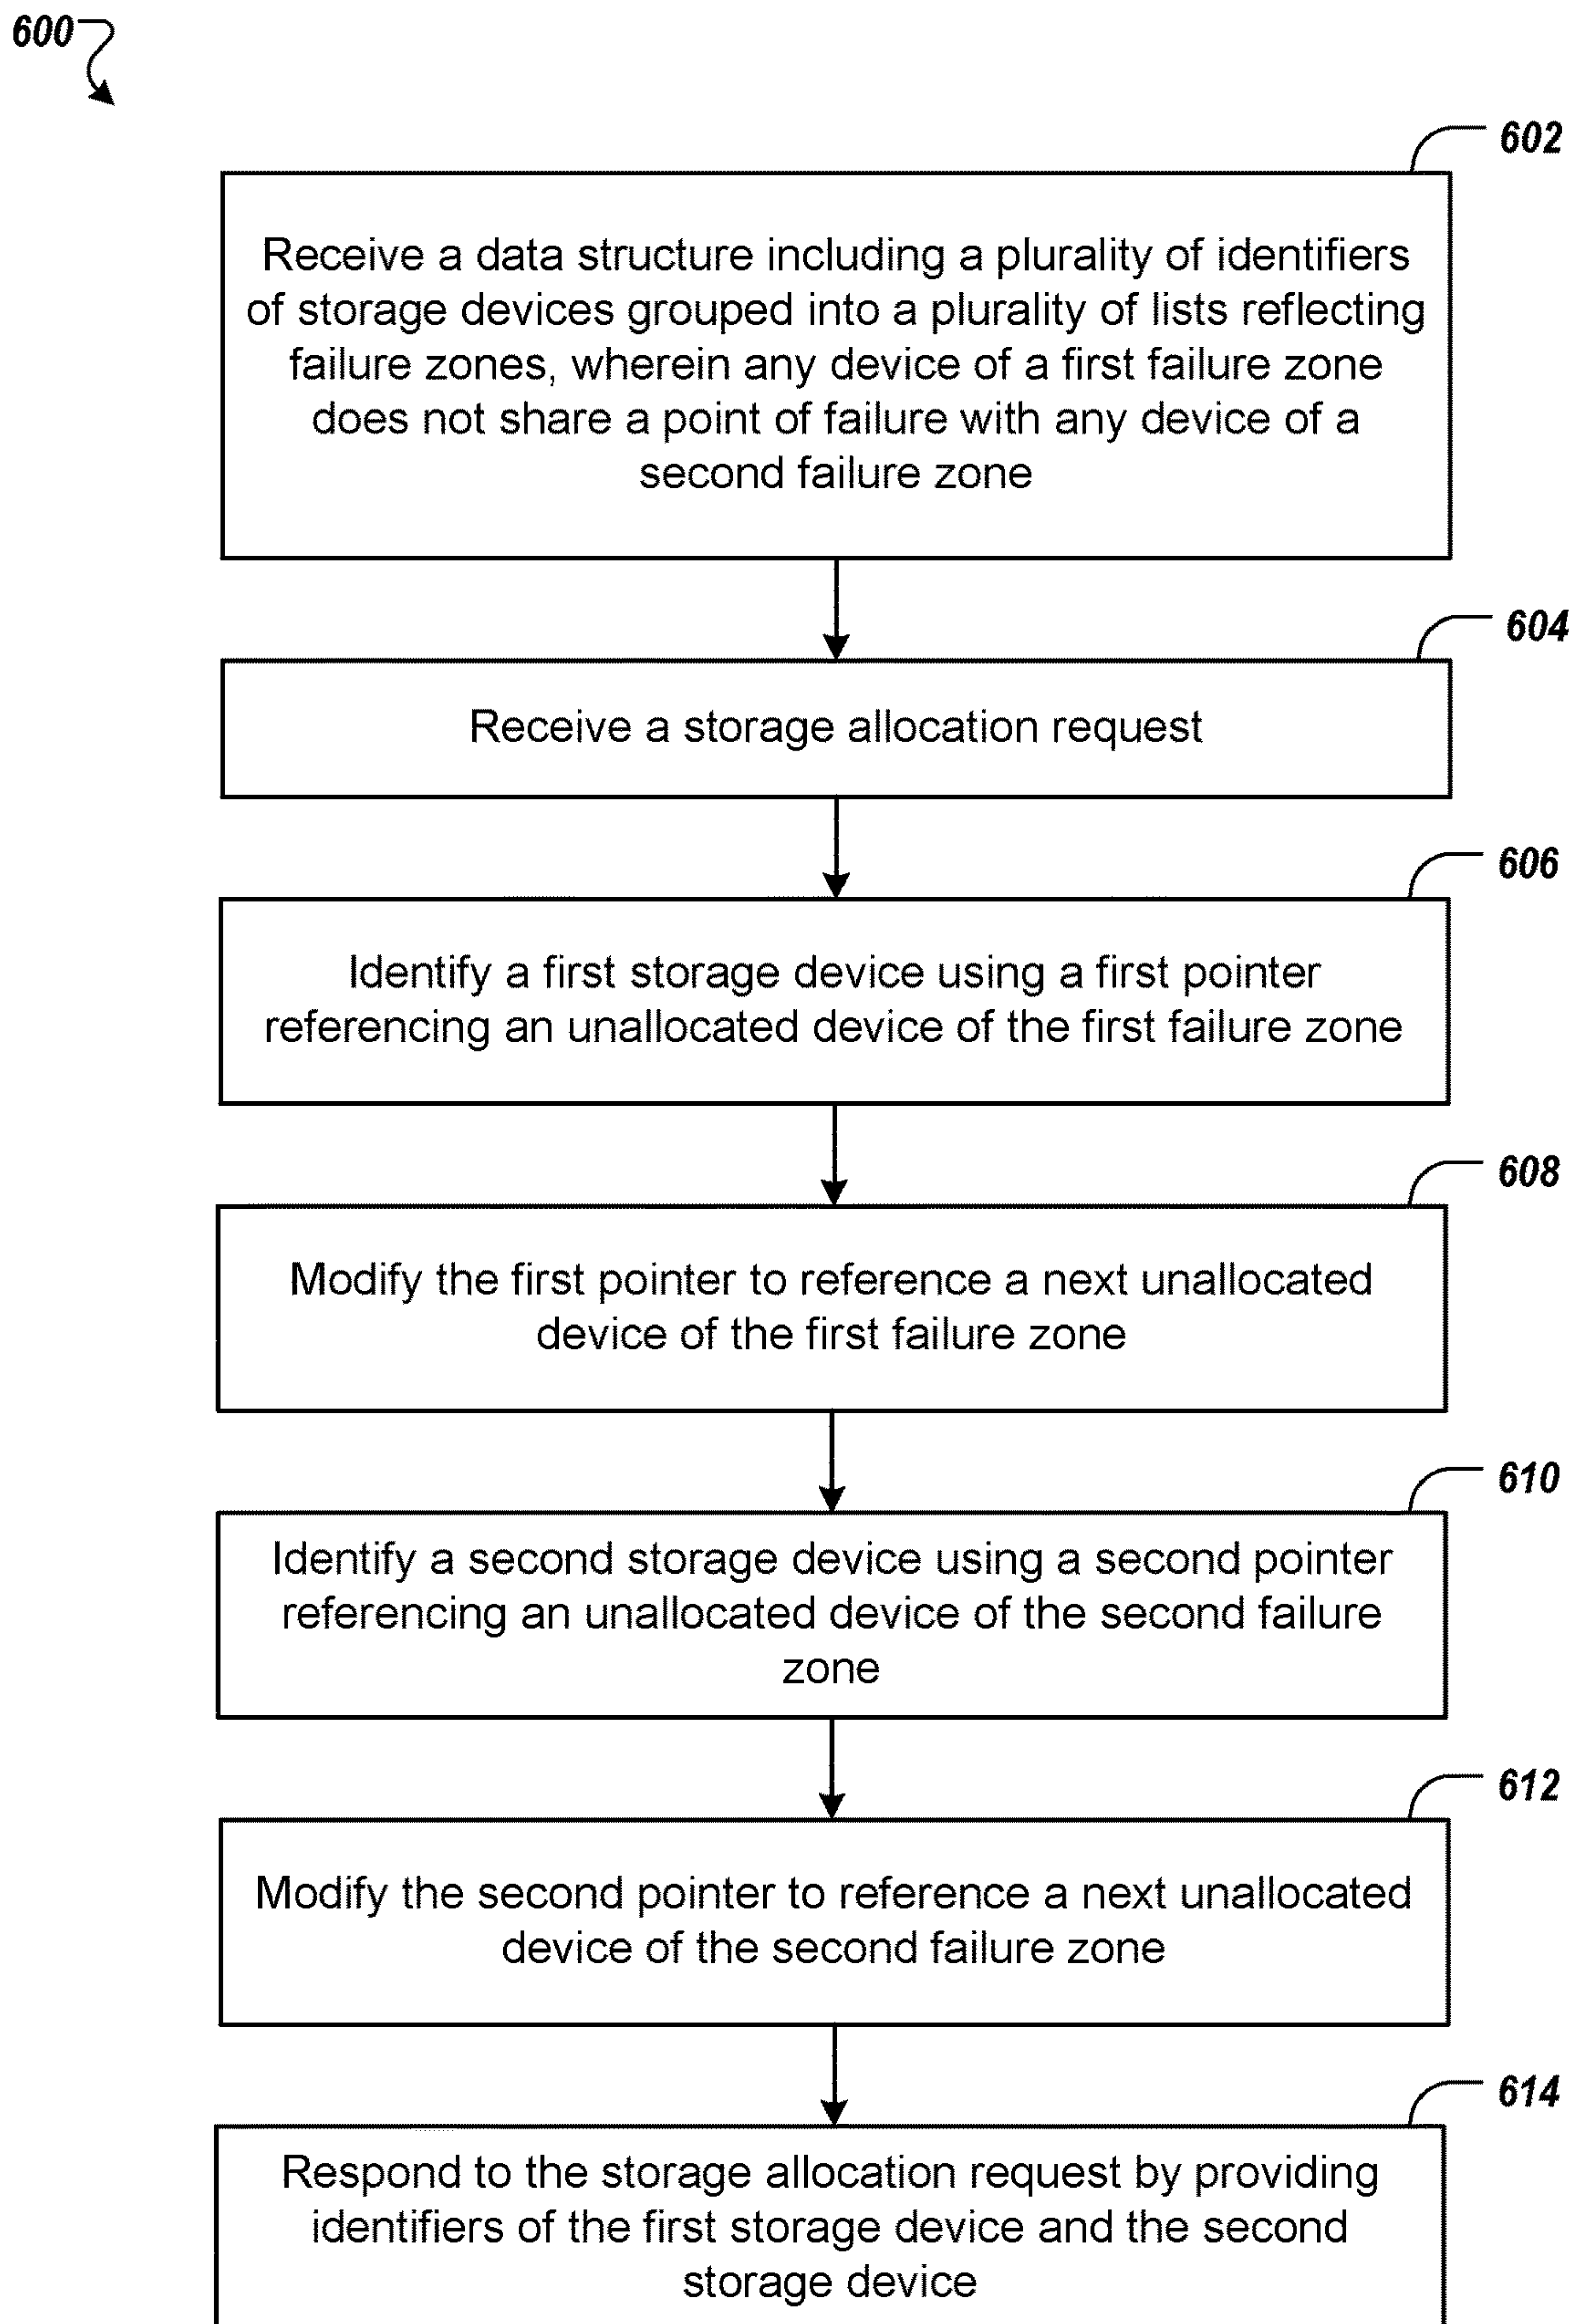 600
602
Receive a data structure including a plurality of identifiers
of storage devices grouped into a plurality of lists reflecting
failure zones, wherein any device of a first failure zone
does not share a point of failure with any device of a
second failure zone
604
Receive a storage allocation request
606
Identify a first storage device using a first pointer
referencing an unallocated device of the first failure zone
608
Modify the first pointer to reference a next unallocated
device of the first failure zone
610
Identify a second storage device using a second pointer
referencing an unallocated device of the second failure
zone
612
Modify the second pointer to reference a next unallocated
device of the second failure zone
614
Respond to the storage allocation request by providing
identifiers of the first storage device and the second
storage device